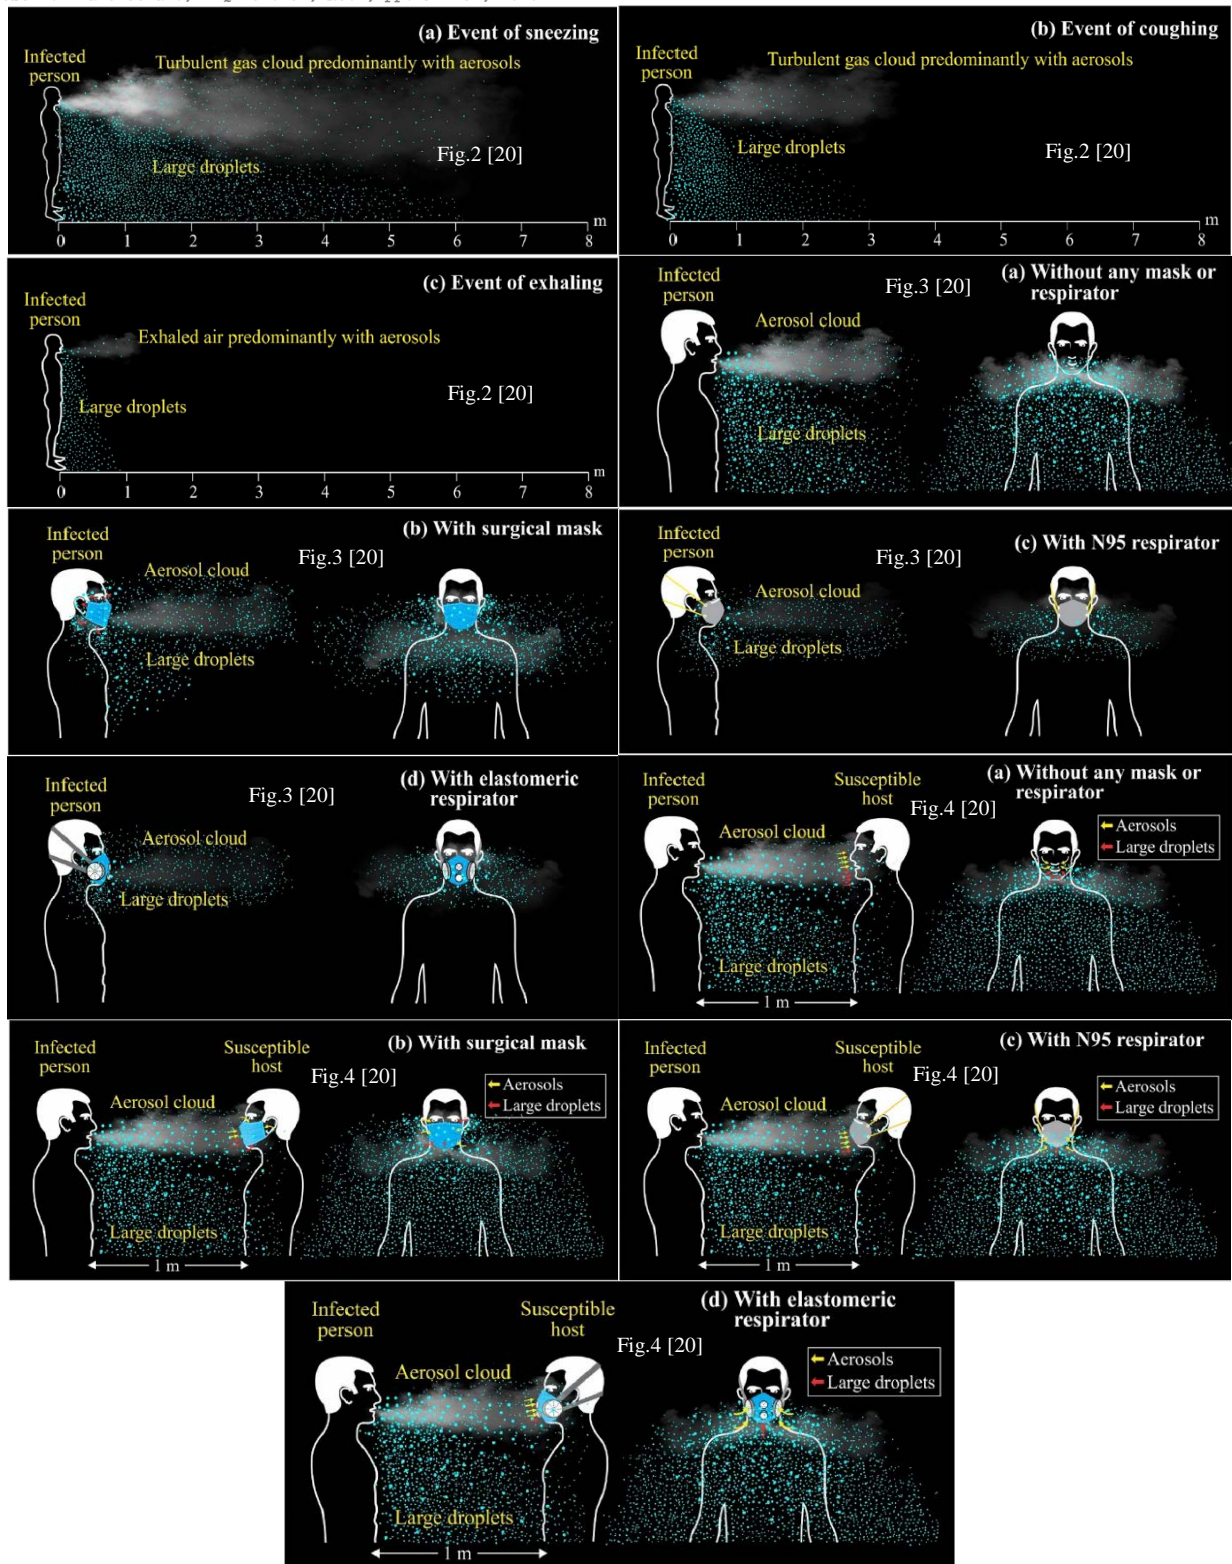 (a) Event of sneezing
Infected
person
Turbulent gas cloud predominantly with aerosols
Large droplets
Fig.2 [20]
m
0 1 2 3 4 5 6 7 8
(b) Event of coughing
Infected
person
Turbulent gas cloud predominantly with aerosols
Large droplets
Fig.2 [20]
m
0 1 2 3 4 5 6 7 8
(c) Event of exhaling
Infected
person
Exhaled air predominantly with aerosols
Large droplets
Fig.2 [20]
m
0 1 2 3 4 5 6 7 8
(a) Without any mask or
respirator
Fig.3 [20]
Infected
person
Aerosol cloud
Large droplets
(b) With surgical mask
Infected
person
Fig.3 [20]
Aerosol cloud
Large droplets
(c) With N95 respirator
Infected
person
Fig.3 [20]
Aerosol cloud
Large droplets
(d) With elastomeric
respirator
Infected
person
Fig.3 [20]
Aerosol cloud
Large droplets
(a) Without any mask or
respirator
Infected
person
Susceptible
host
Fig.4 [20]
Aerosols
Large droplets
Aerosol cloud
Large droplets
1 m
(b) With surgical mask
Infected
person
Susceptible
host
Fig.4 [20]
Aerosols
Large droplets
Aerosol cloud
Large droplets
1 m
(c) With N95 respirator
Infected
person
Susceptible
host
Fig.4 [20]
Aerosols
Large droplets
Aerosol cloud
Large droplets
1 m
(d) With elastomeric
respirator
Infected
person
Susceptible
host
Fig.4 [20]
Aerosols
Large droplets
Aerosol cloud
Large droplets
1 m